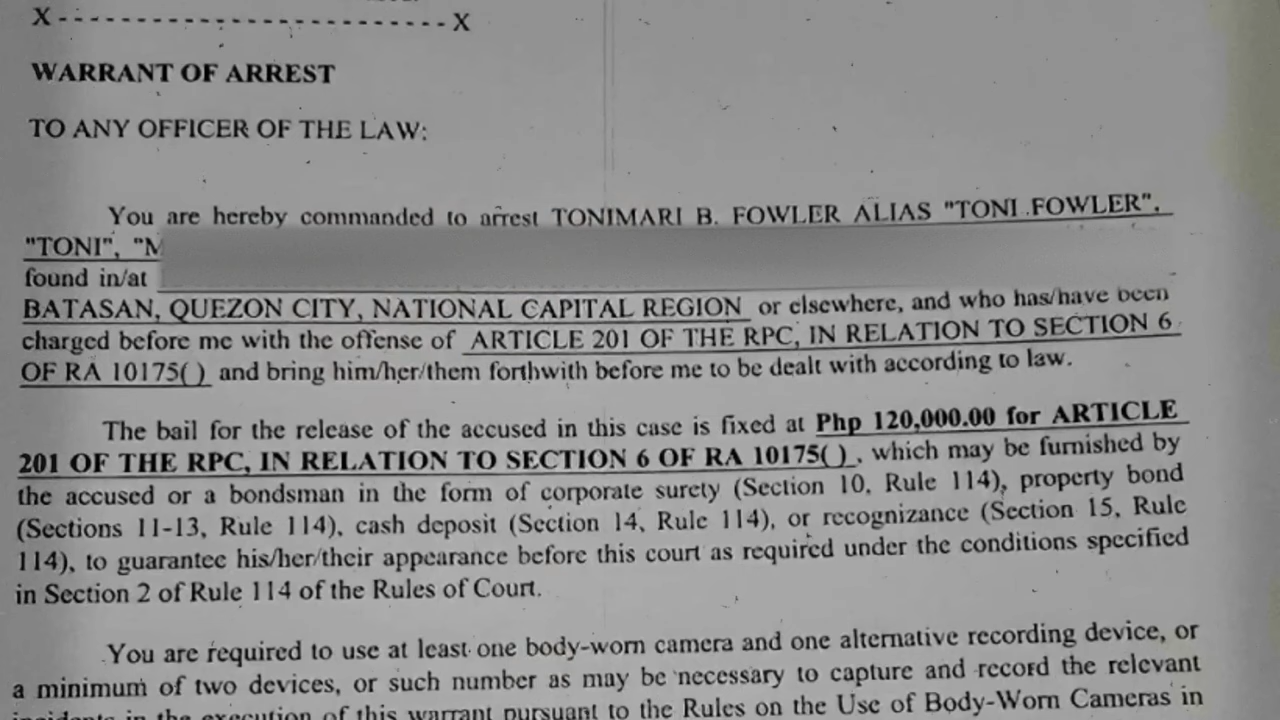 X - - - - - - - - - - - - - - - - - - - - - - - - X
WARRANT OF ARREST
TO ANY OFFICER OF THE LAW:
You are hereby commanded to arrest TONIMARI B. FOWLER ALIAS "TONI FOWLER",
"TONI", "M
found in/at
BATASAN, QUEZON CITY, NATIONAL CAPITAL REGION or elsewhere, and who has/have been
charged before me with the offense of ARTICLE 201 OF THE RPC, IN RELATION TO SECTION 6
OF RA 10175( ) and bring him/her/them forthwith before me to be dealt with according to law.
The bail for the release of the accused in this case is fixed at Php 120,000.00 for ARTICLE
201 OF THE RPC, IN RELATION TO SECTION 6 OF RA 10175( ), which may be furnished by
the accused or a bondsman in the form of corporate surety (Section 10, Rule 114), property bond
(Sections 11-13, Rule 114), cash deposit (Section 14, Rule 114), or recognizance (Section 15, Rule
114), to guarantee his/her/their appearance before this court as required under the conditions specified
in Section 2 of Rule 114 of the Rules of Court.
You are required to use at least one body-worn camera and one alternative recording device, or
a minimum of two devices, or such number as may be necessary to capture and record the relevant
incidents in the execution of this warrant pursuant to the Rules on the Use of Body-Worn Cameras in